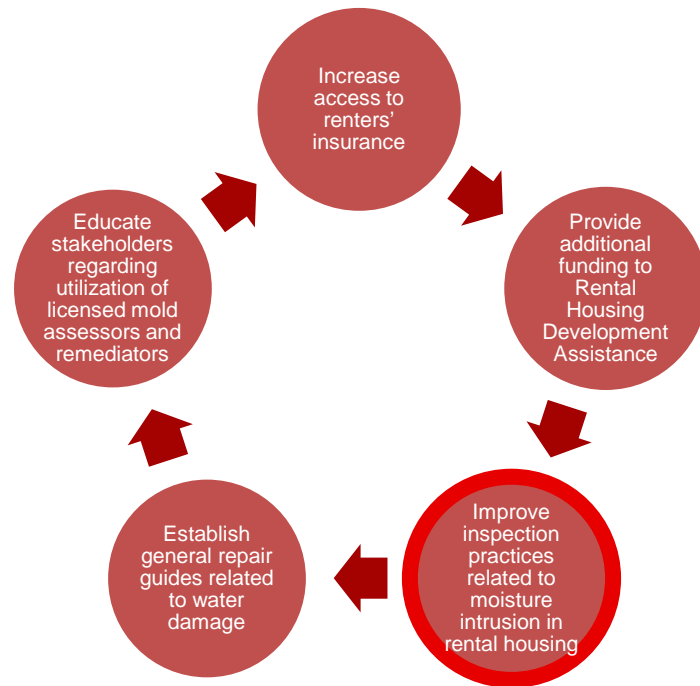 Increase
access to
renters'
insurance
Provide
additional
funding to
Rental
Housing
Development
Assistance
Improve
inspection
practices
related to
moisture
intrusion in
rental housing
Establish
general repair
guides related
to water
damage
Educate
stakeholders
regarding
utilization of
licensed mold
assessors and
remediators